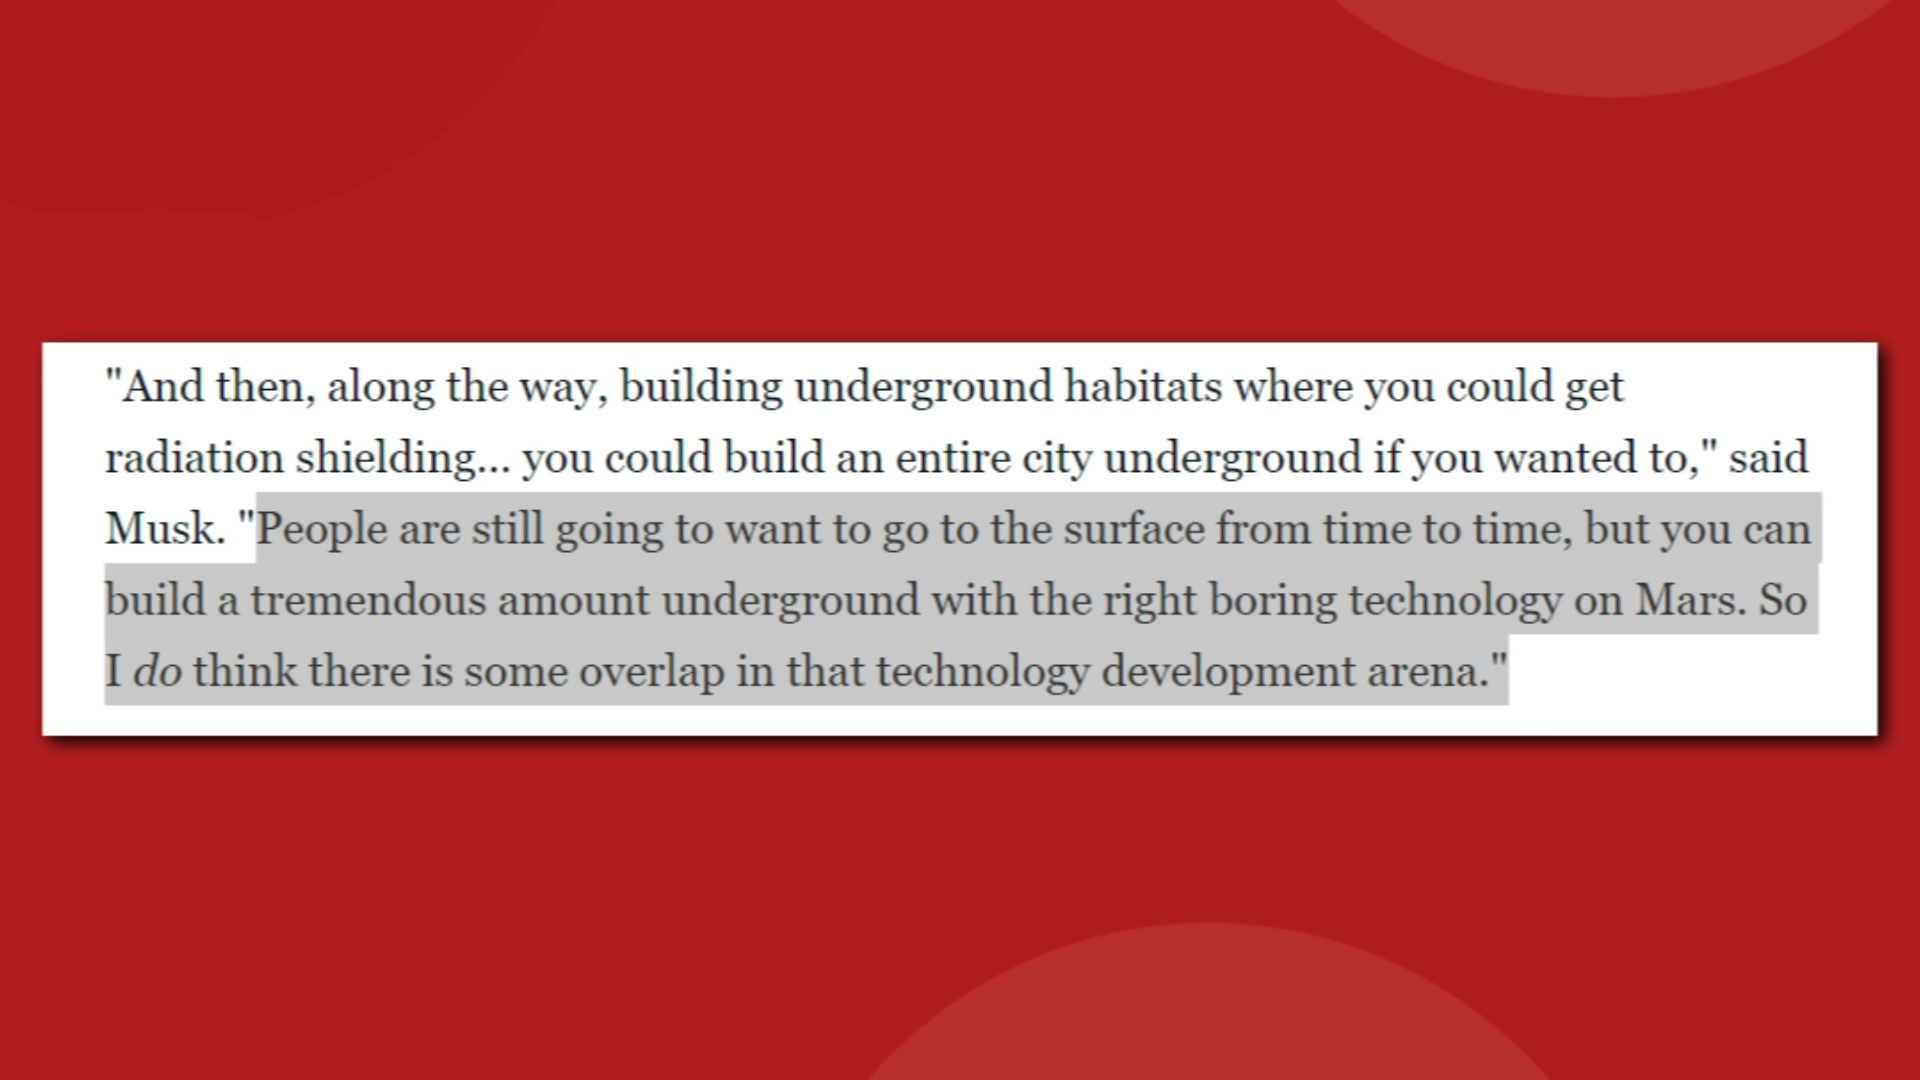 "And then, along the way, building underground habitats where you could get
radiation shielding... you could build an entire city underground if you wanted to," said
Musk. "People are still going to want to go to the surface from time to time, but you can
build a tremendous amount underground with the right boring technology on Mars. So
I do think there is some overlap in that technology development arena."